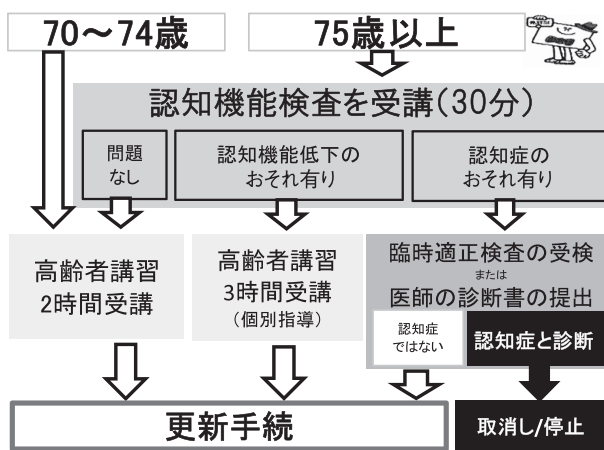 70～74歳
75歳以上
認知機能検査を受講（30分）
問題
なし
認知機能低下の
おそれ有り
認知症の
おそれ有り
高齢者講習
2時間受講
高齢者講習
3時間受講
（個別指導）
臨時適正検査の受検
または
医師の診断書の提出
認知症
ではない
認知症と診断
更新手続
取消し/停止